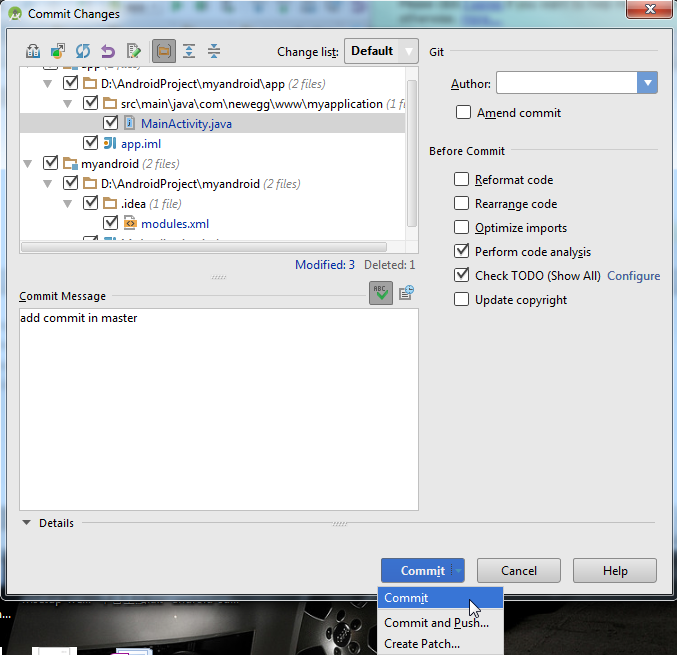 Commit Changes
Change list: Default
Git
app (2 files)
D:\AndroidProject\myandroid\app (2 files)
src\main\java\com\newegg\www\myapplication (1 fi
MainActivity.java
app.iml
myandroid (2 files)
D:\AndroidProject\myandroid (2 files)
.idea (1 file)
modules.xml
Modified: 3 Deleted: 1
Author:
Amend commit
Before Commit
Reformat code
Rearrange code
Optimize imports
Perform code analysis
Check TODO (Show All) Configure
Update copyright
Commit Message
ABC
add commit in master
Details
Commit
Cancel
Help
Commit
Commit and Push...
Create Patch...